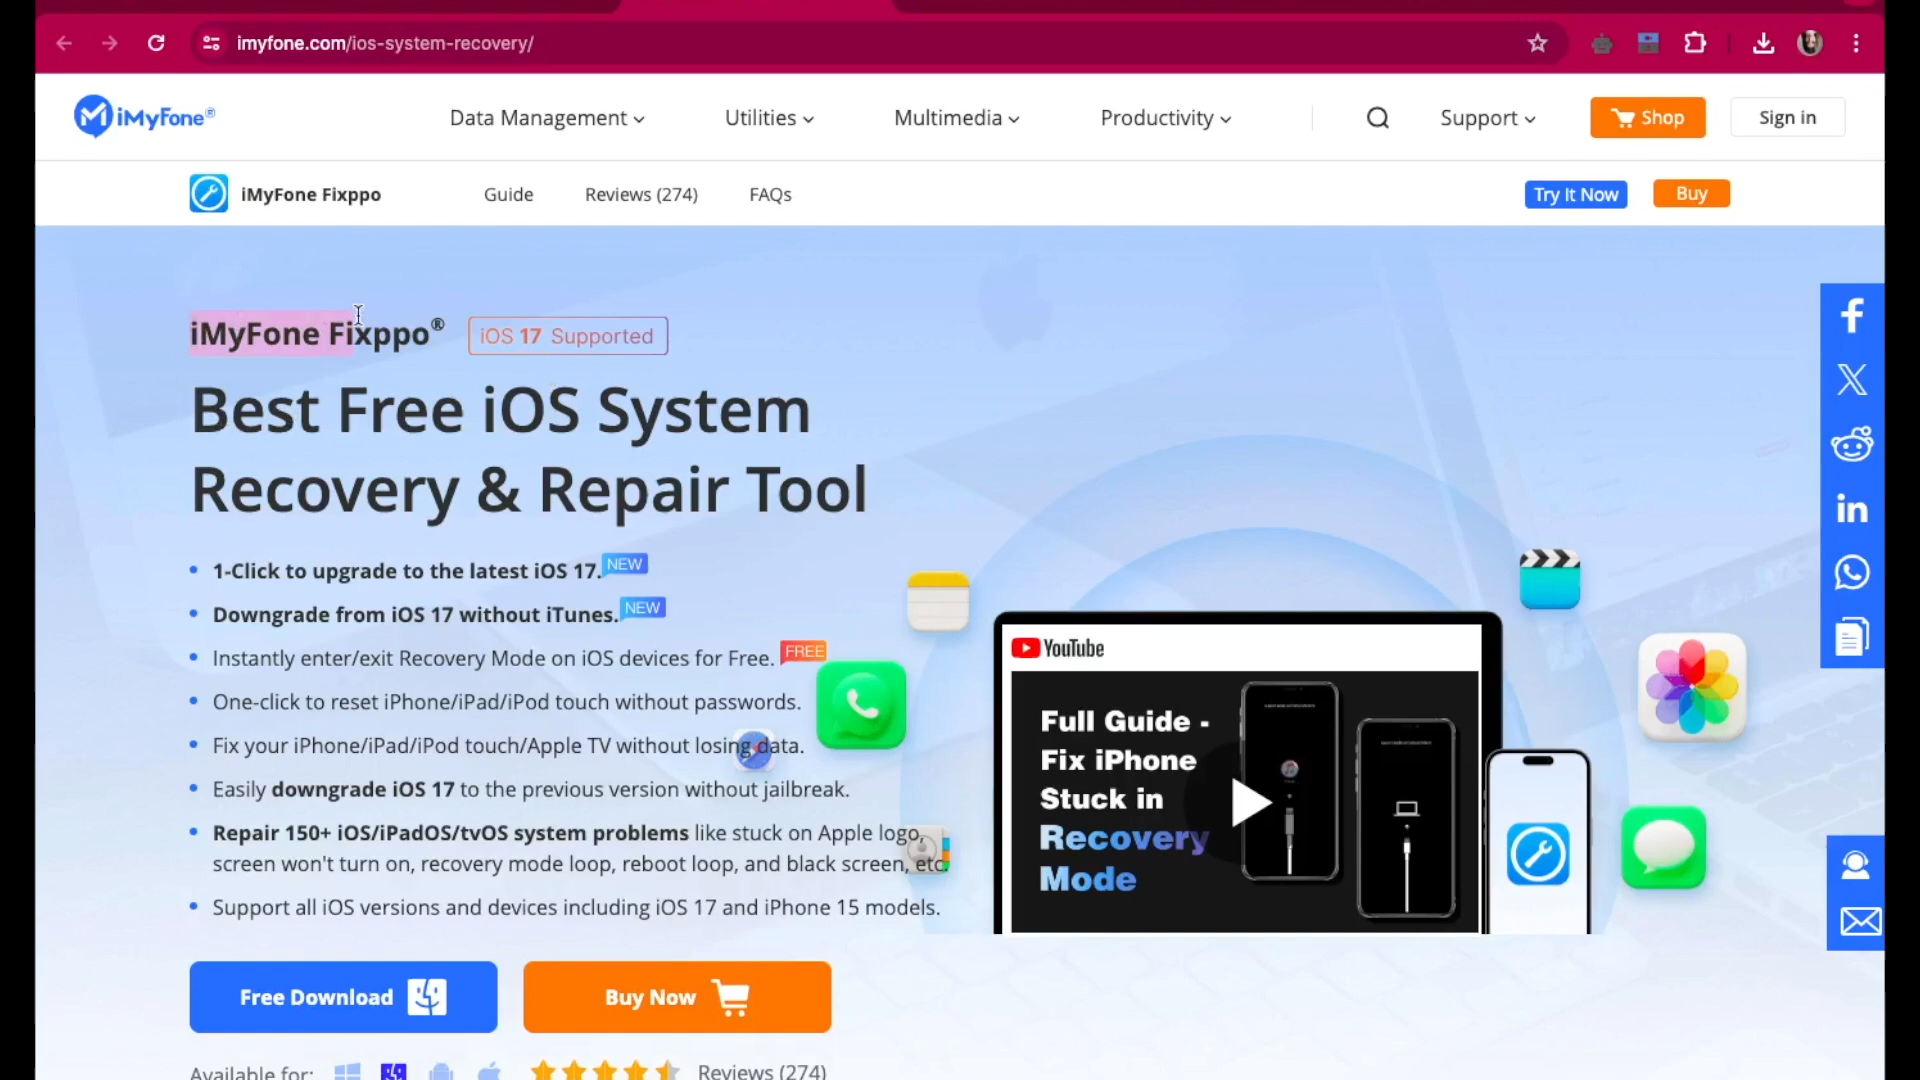 imyfone.com/ios-system-recovery/
iMyFone®
Data Management
Utilities
Multimedia
Productivity
Support
Shop
Sign in
iMyFone Fixppo
Guide
Reviews (274)
FAQs
Try It Now
Buy
iMyFone Fixppo®
iOS 17 Supported
Best Free iOS System
Recovery & Repair Tool
1-Click to upgrade to the latest iOS 17. NEW
Downgrade from iOS 17 without iTunes. NEW
Instantly enter/exit Recovery Mode on iOS devices for Free. FREE
One-click to reset iPhone/iPad/iPod touch without passwords.
Fix your iPhone/iPad/iPod touch/Apple TV without losing data.
Easily downgrade iOS 17 to the previous version without jailbreak.
Repair 150+ iOS/iPadOS/tvOS system problems like stuck on Apple logo,
screen won't turn on, recovery mode loop, reboot loop, and black screen, etc.
Support all iOS versions and devices including iOS 17 and iPhone 15 models.
YouTube
Full Guide -
Fix iPhone
Stuck in
Recovery
Mode
Free Download
Buy Now
Available for:
Reviews (274)